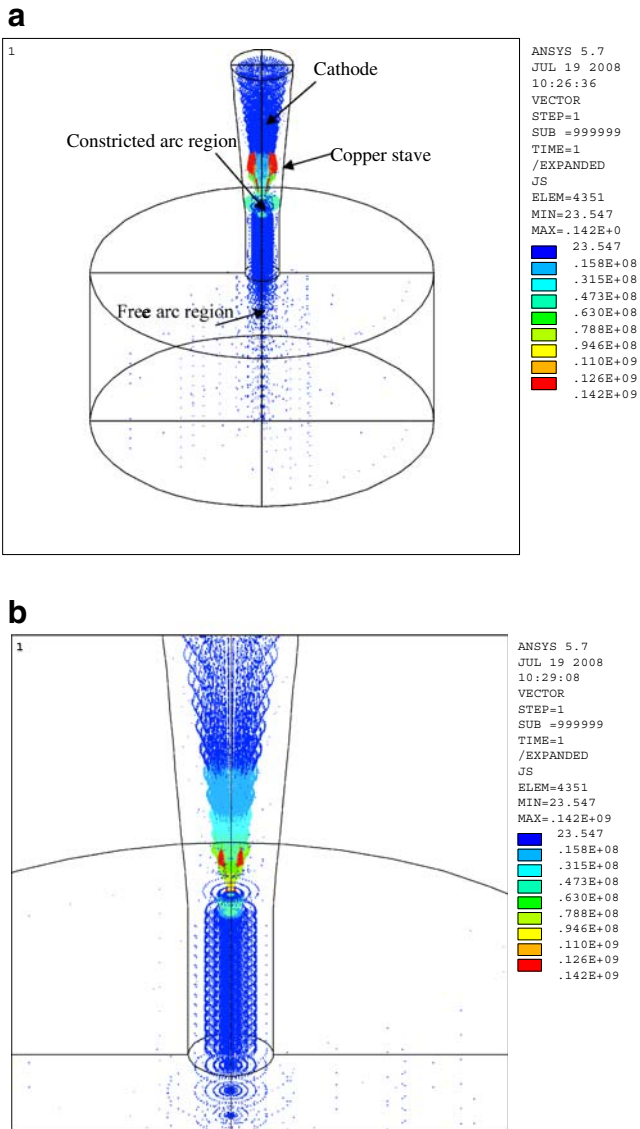 a
1
Cathode
Constricted arc region
Copper stave
Free arc region
ANSYS 5.7
JUL 19 2008
10:26:36
VECTOR
STEP=1
SUB =999999
TIME=1
/EXPANDED
JS
ELEM=4351
MIN=23.547
MAX=.142E+0
23.547
.158E+08
.315E+08
.473E+08
.630E+08
.788E+08
.946E+08
.110E+09
.126E+09
.142E+09
b
1
ANSYS 5.7
JUL 19 2008
10:29:08
VECTOR
STEP=1
SUB =999999
TIME=1
/EXPANDED
JS
ELEM=4351
MIN=23.547
MAX=.142E+09
23.547
.158E+08
.315E+08
.473E+08
.630E+08
.788E+08
.946E+08
.110E+09
.126E+09
.142E+09